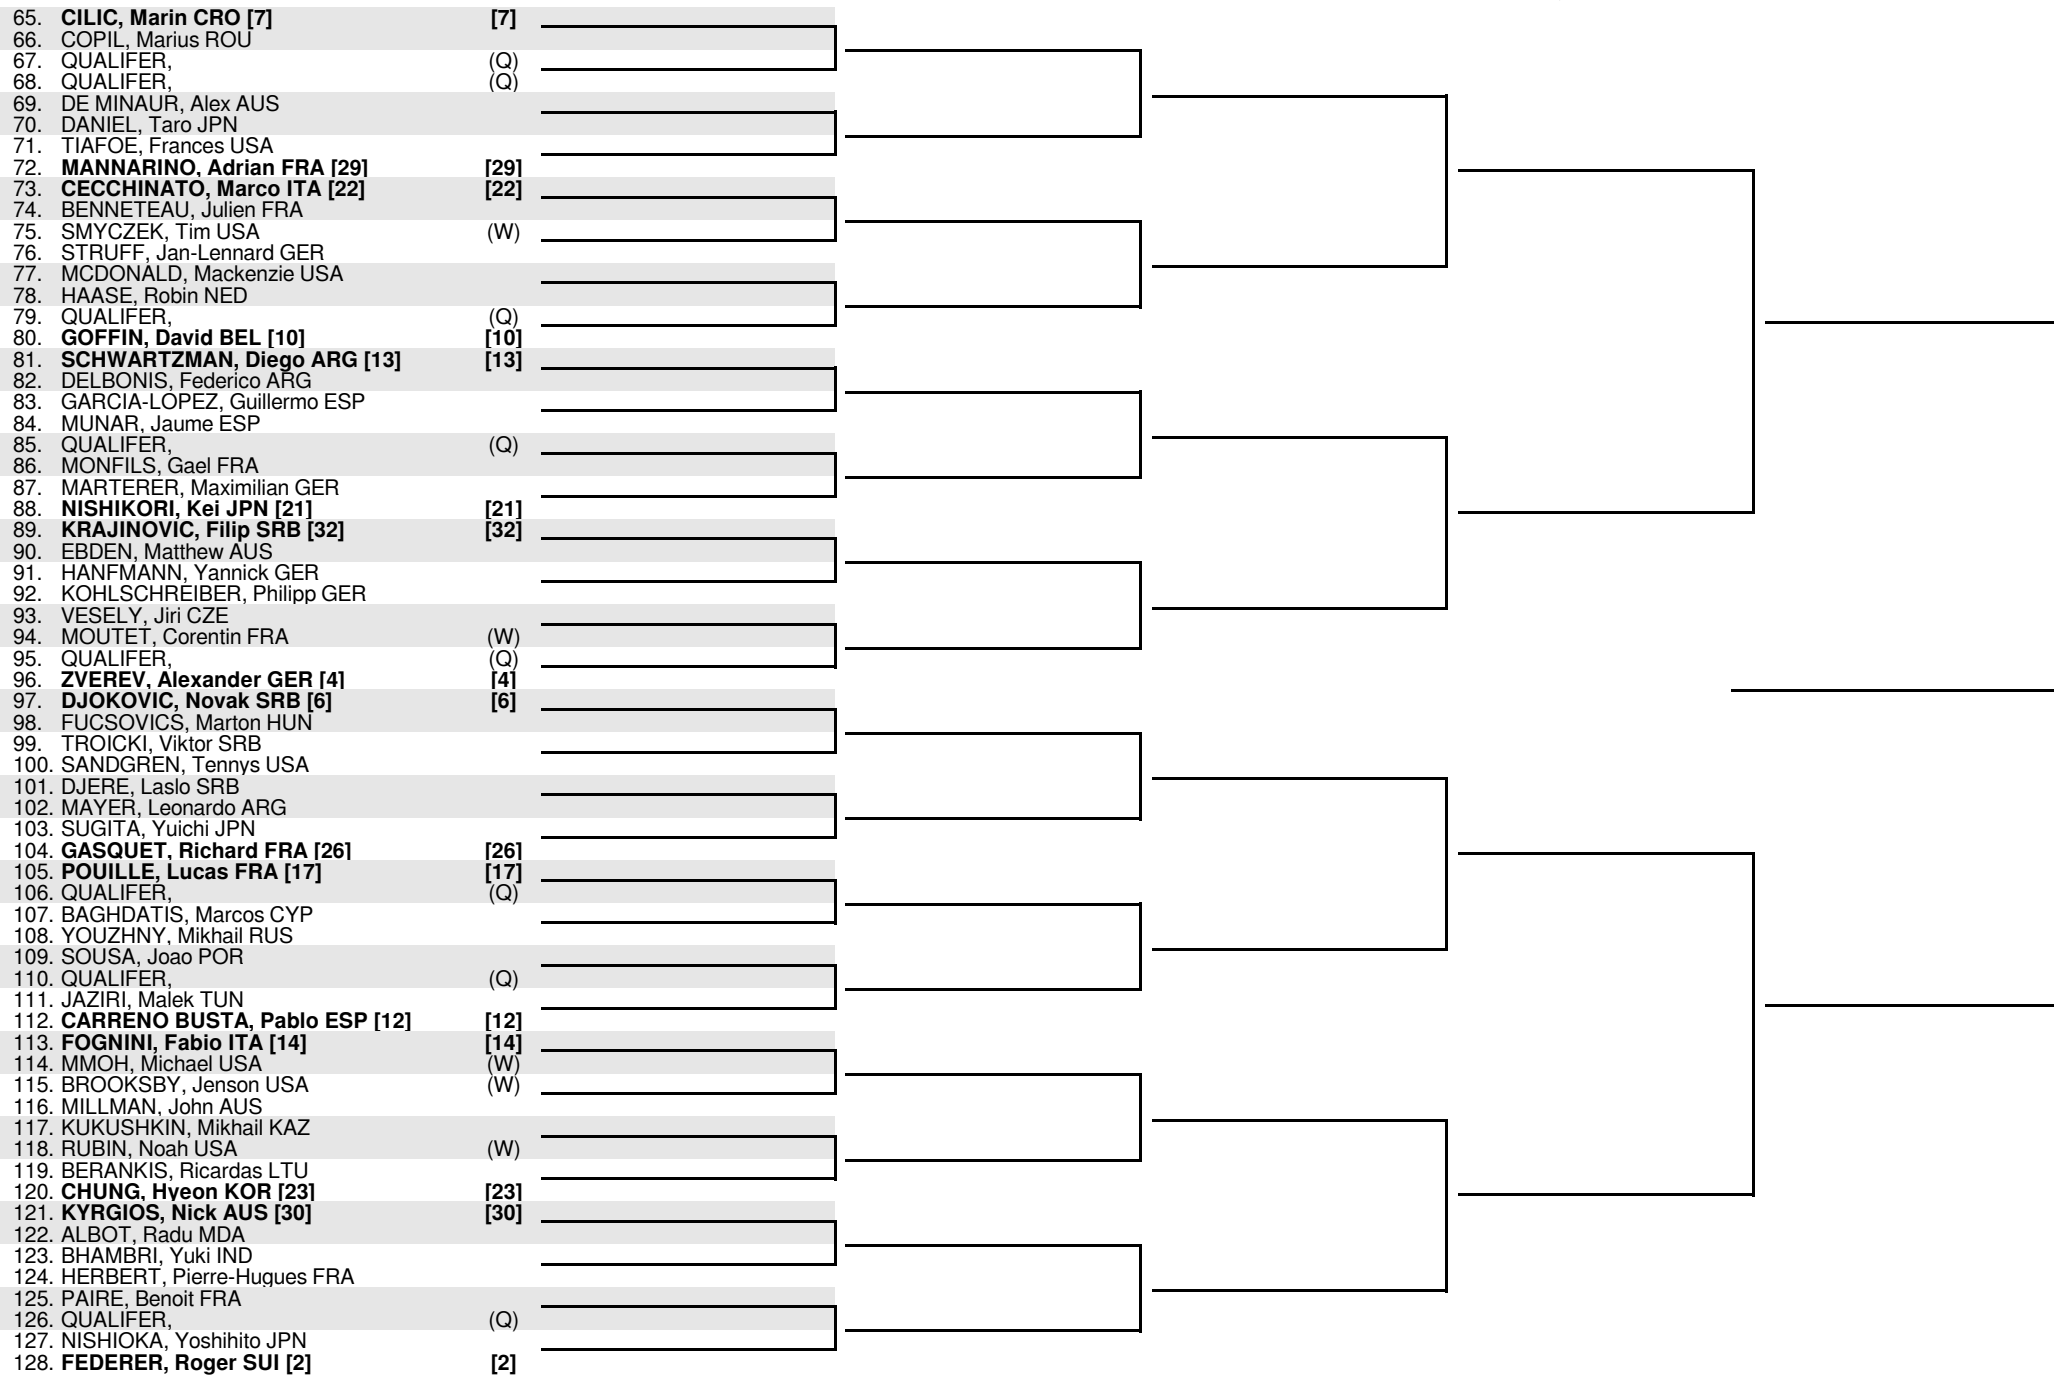 65. CILIC, Marin CRO [7] [7]
66. COPIL, Marius ROU
67. QUALIFER, (Q)
68. QUALIFER, (Q)
69. DE MINAUR, Alex AUS
70. DANIEL, Taro JPN
71. TIAFOE, Frances USA
72. MANNARINO, Adrian FRA [29] [29]
73. CECCHINATO, Marco ITA [22] [22]
74. BENNETEAU, Julien FRA
75. SMYCZEK, Tim USA (W)
76. STRUFF, Jan-Lennard GER
77. MCDONALD, Mackenzie USA
78. HAASE, Robin NED
79. QUALIFER, (Q)
80. GOFFIN, David BEL [10] [10]
81. SCHWARTZMAN, Diego ARG [13] [13]
82. DELBONIS, Federico ARG
83. GARCIA-LOPEZ, Guillermo ESP
84. MUNAR, Jaume ESP
85. QUALIFER, (Q)
86. MONFILS, Gael FRA
87. MARTERER, Maximilian GER
88. NISHIKORI, Kei JPN [21] [21]
89. KRAJINOVIC, Filip SRB [32] [32]
90. EBDEN, Matthew AUS
91. HANFMANN, Yannick GER
92. KOHLSCHREIBER, Philipp GER
93. VESELY, Jiri CZE
94. MOUTET, Corentin FRA (W)
95. QUALIFER, (Q)
96. ZVEREV, Alexander GER [4] [4]
97. DJOKOVIC, Novak SRB [6] [6]
98. FUCSOVICS, Marton HUN
99. TROICKI, Viktor SRB
100. SANDGREN, Tennys USA
101. DJERE, Laslo SRB
102. MAYER, Leonardo ARG
103. SUGITA, Yuichi JPN
104. GASQUET, Richard FRA [26] [26]
105. POUILLE, Lucas FRA [17] [17]
106. QUALIFER, (Q)
107. BAGHDATIS, Marcos CYP
108. YOUZHNY, Mikhail RUS
109. SOUSA, Joao POR
110. QUALIFER, (Q)
111. JAZIRI, Malek TUN
112. CARRENO BUSTA, Pablo ESP [12] [12]
113. FOGNINI, Fabio ITA [14] [14]
114. MMOH, Michael USA (W)
115. BROOKSBY, Jenson USA (W)
116. MILLMAN, John AUS
117. KUKUSHKIN, Mikhail KAZ
118. RUBIN, Noah USA (W)
119. BERANKIS, Ricardas LTU
120. CHUNG, Hyeon KOR [23] [23]
121. KYRGIOS, Nick AUS [30] [30]
122. ALBOT, Radu MDA
123. BHAMBRI, Yuki IND
124. HERBERT, Pierre-Hugues FRA
125. PAIRE, Benoit FRA
126. QUALIFER, (Q)
127. NISHIOKA, Yoshihito JPN
128. FEDERER, Roger SUI [2] [2]